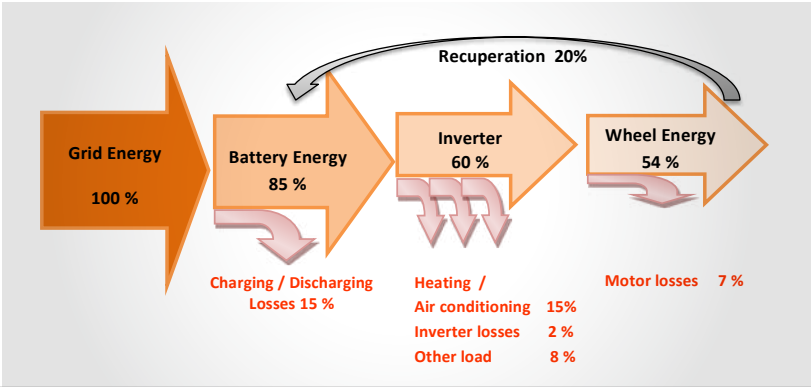 Recuperation 20%
Grid Energy
100 %
Battery Energy
85 %
Inverter
60 %
Wheel Energy
54 %
Charging / Discharging
Losses 15 %
Heating /
Air conditioning 15%
Inverter losses 2 %
Other load 8 %
Motor losses 7 %